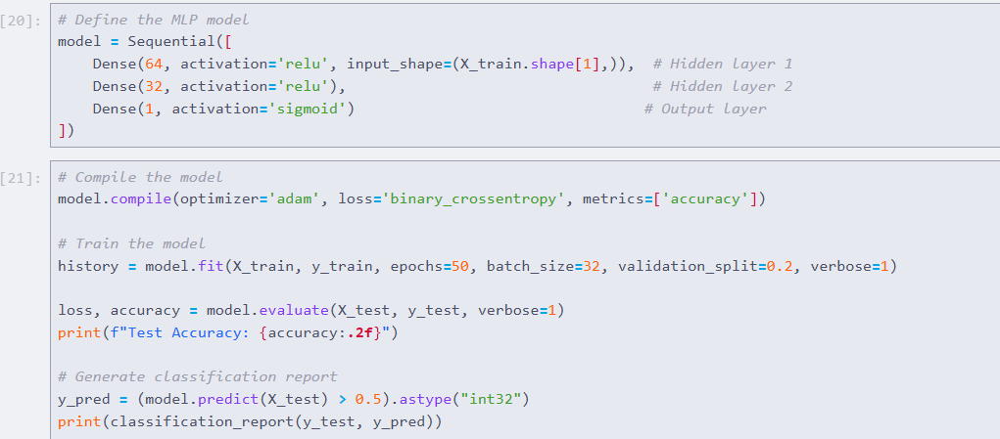 [20]: # Define the MLP model
model = Sequential([
    Dense(64, activation='relu', input_shape=(X_train.shape[1],)),  # Hidden layer 1
    Dense(32, activation='relu'),                                   # Hidden layer 2
    Dense(1, activation='sigmoid')                                 # Output layer
])
[21]: # Compile the model
model.compile(optimizer='adam', loss='binary_crossentropy', metrics=['accuracy'])
# Train the model
history = model.fit(X_train, y_train, epochs=50, batch_size=32, validation_split=0.2, verbose=1)
loss, accuracy = model.evaluate(X_test, y_test, verbose=1)
print(f"Test Accuracy: {accuracy:.2f}")
# Generate classification report
y_pred = (model.predict(X_test) > 0.5).astype("int32")
print(classification_report(y_test, y_pred))